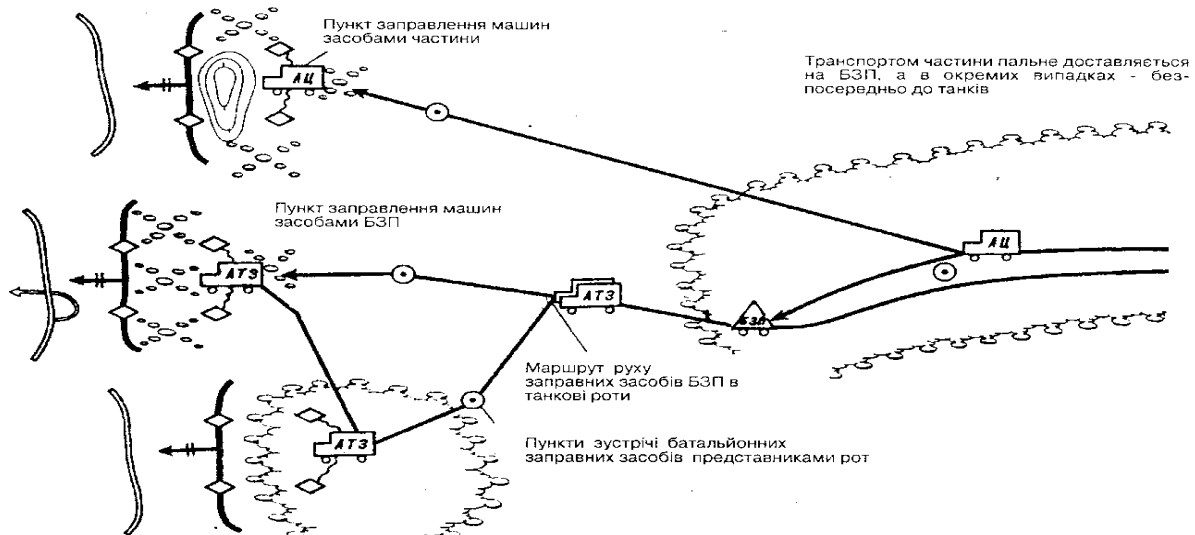 Пункт заправлення машин
засобами частини
АЦ
Транспортом частини пальне доставляється
на БЗП, а в окремих випадках - без-
посередньо до танків
Пункт заправлення машин
засобами БЗП
АЦ
АТЗ
АТЗ
БЗП
Маршрут руху
заправних засобів БЗП в
танкові роти
АТЗ
Пункти зустрічі батальйонних
заправних засобів представниками рот